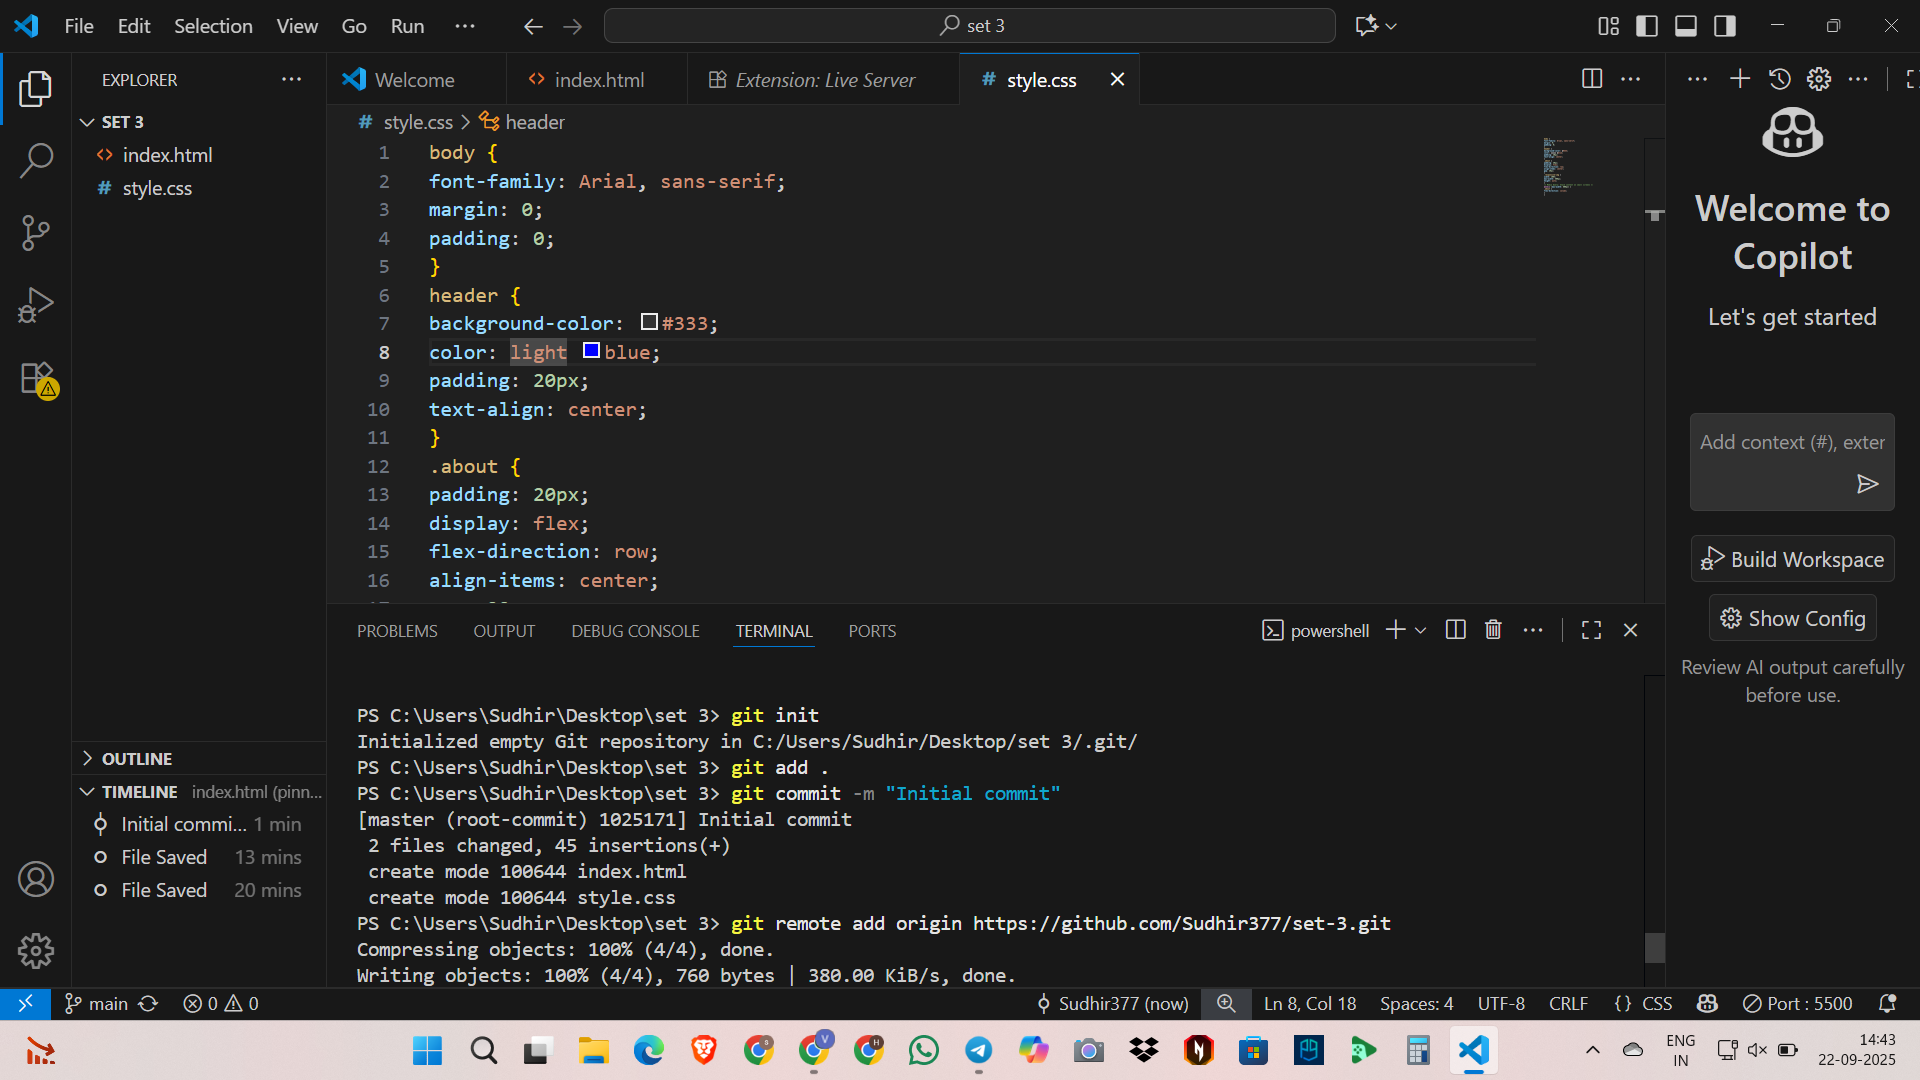 File Edit Selection View Go Run ··· set 3
EXPLORER
SET 3
index.html
style.css
OUTLINE
TIMELINE index.html (pinn...
Initial commi... 1 min
File Saved 13 mins
File Saved 20 mins
Welcome index.html Extension: Live Server style.css
style.css > header
1 body {
2 font-family: Arial, sans-serif;
3 margin: 0;
4 padding: 0;
5 }
6 header {
7 background-color: #333;
8 color: light blue;
9 padding: 20px;
10 text-align: center;
11 }
12 .about {
13 padding: 20px;
14 display: flex;
15 flex-direction: row;
16 align-items: center;
PROBLEMS OUTPUT DEBUG CONSOLE TERMINAL PORTS powershell
PS C:\Users\Sudhir\Desktop\set 3> git init
Initialized empty Git repository in C:/Users/Sudhir/Desktop/set 3/.git/
PS C:\Users\Sudhir\Desktop\set 3> git add .
PS C:\Users\Sudhir\Desktop\set 3> git commit -m "Initial commit"
[master (root-commit) 1025171] Initial commit
2 files changed, 45 insertions(+)
create mode 100644 index.html
create mode 100644 style.css
PS C:\Users\Sudhir\Desktop\set 3> git remote add origin https://github.com/Sudhir377/set-3.git
Compressing objects: 100% (4/4), done.
Writing objects: 100% (4/4), 760 bytes | 380.00 KiB/s, done.
Welcome to
Copilot
Let's get started
Add context (#), exter
Build Workspace
Show Config
Review AI output carefully
before use.
main 0 0 Sudhir377 (now) Ln 8, Col 18 Spaces: 4 UTF-8 CRLF {} CSS Port : 5500
ENG
IN
14:43
22-09-2025